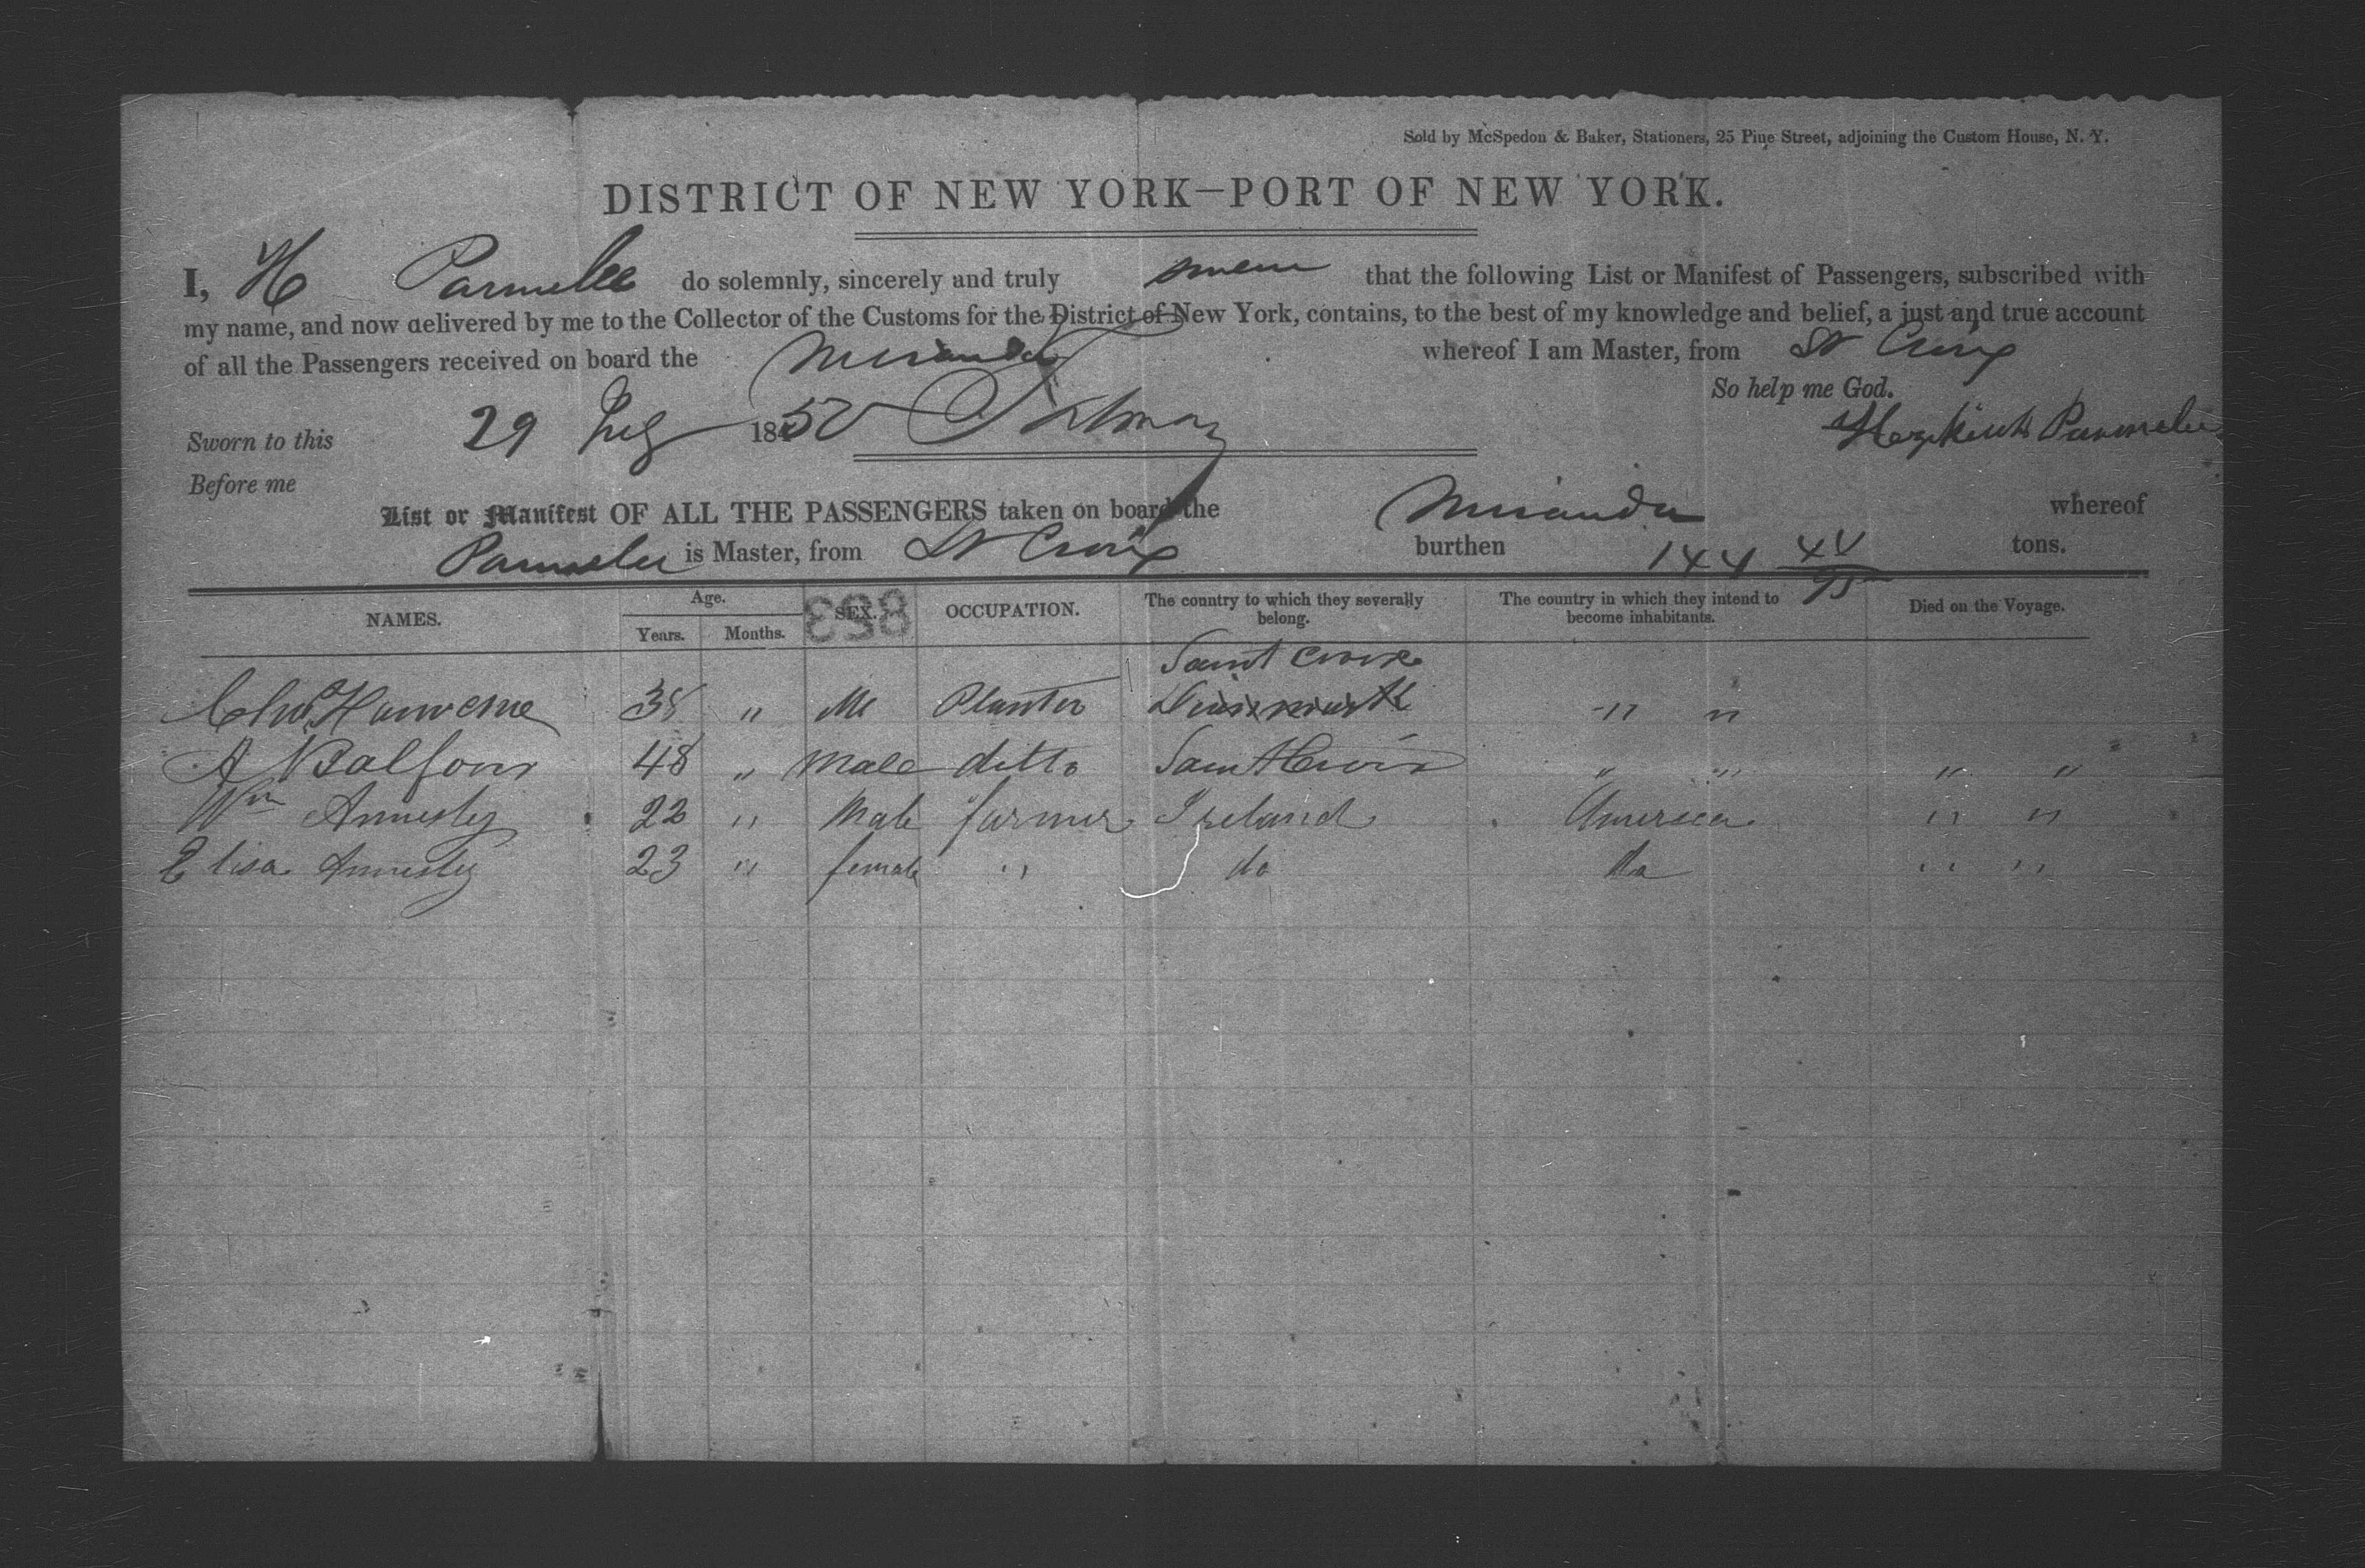 Sold by McSpedon & Baker, Stationers, 25 Pine Street, adjoining the Custom House, N. Y.
DISTRICT OF NEW YORK—PORT OF NEW YORK.
I, H Parmelee do solemnly, sincerely and truly swear that the following List or Manifest of Passengers, subscribed with
my name, and now delivered by me to the Collector of the Customs for the District of New York, contains, to the best of my knowledge and belief, a just and true account
of all the Passengers received on board the Miranda whereof I am Master, from St Croix
So help me God.
Sworn to this 29 1850
Parmelee
Before me
List or Manifest OF ALL THE PASSENGERS taken on board the Miranda whereof
Parmelee is Master, from St Croix burthen 144 44/95 tons.
NAMES. Age. Years. Months. SEX. 853 OCCUPATION. The country to which they severally belong. The country in which they intend to become inhabitants. Died on the Voyage.
Saint Croix
38 " M Planter " "
A Balfour 48 " Male ditto Saint Croix " " " "
Wm Annesley 22 " Male farmer Ireland America " "
Elisa Annesley 23 " female " do do " "